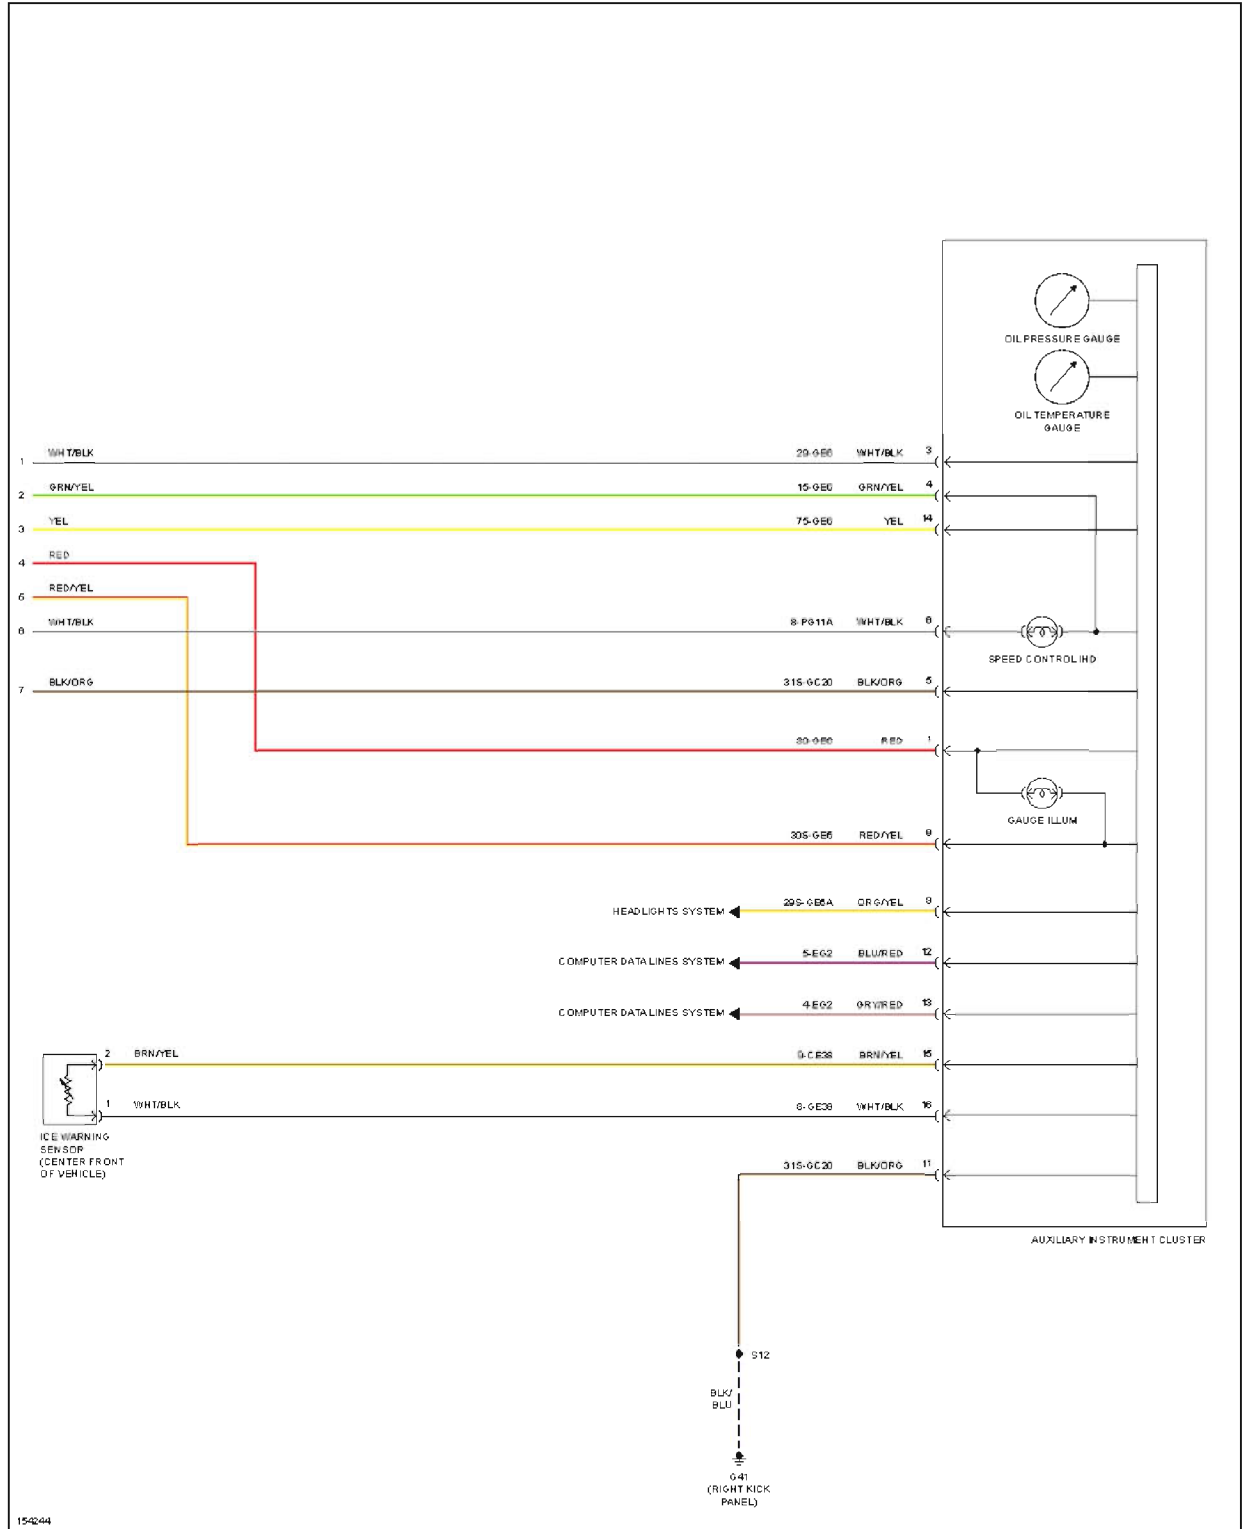 OIL PRESSURE GAUGE
OIL TEMPERATURE
GAUGE
1 WHT/BLK 29-GE6 WHT/BLK 3
2 GRN/YEL 15-GE6 GRN/YEL 4
3 YEL 75-GE6 YEL 14
4 RED
5 RED/YEL
6 WHT/BLK 8-PG11A WHT/BLK 6
SPEED CONTROL IND
7 BLK/ORG 31S-GC20 BLK/ORG 5
RED 1
GAUGE ILLUM
30S-GE6 RED/YEL
HEADLIGHTS SYSTEM 29S-GE6A ORG/YEL 9
COMPUTER DATA LINES SYSTEM 5-EG2 BLU/RED 12
COMPUTER DATA LINES SYSTEM 4-EG2 GRY/RED 13
2 BRN/YEL BRN/YEL 15
1 WHT/BLK WHT/BLK 16
ICE WARNING
SENSOR
(CENTER FRONT
OF VEHICLE)
31S-GC20 BLK/ORG 11
AUXILIARY INSTRUMENT CLUSTER
S12
BLK/
BLU
G41
(RIGHT KICK
PANEL)
154244